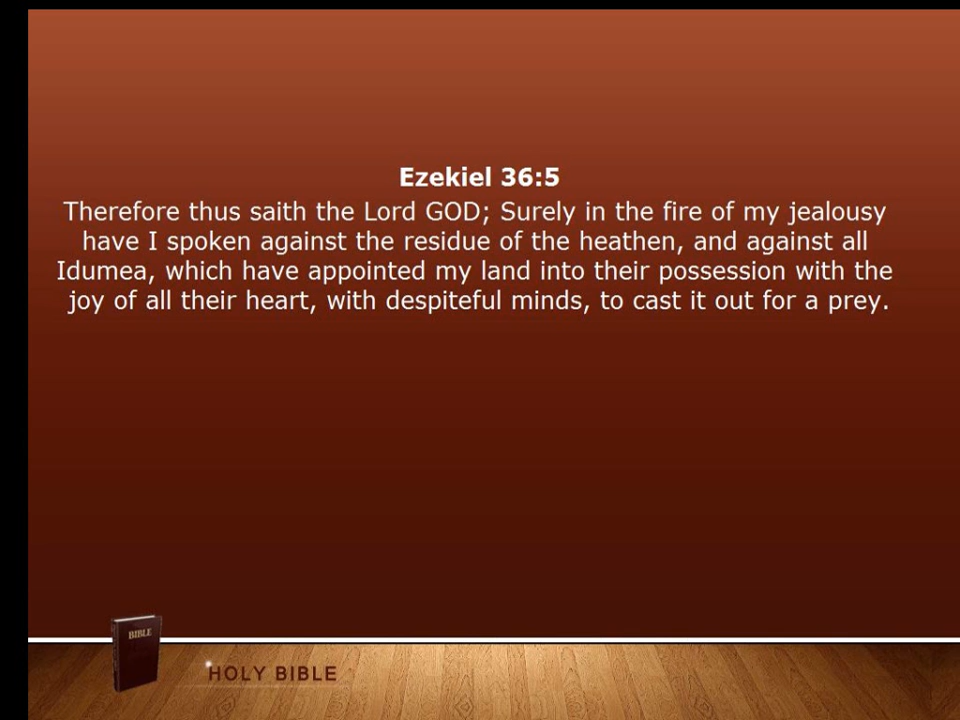 Ezekiel 36:5
Therefore thus saith the Lord GOD; Surely in the fire of my jealousy
have I spoken against the residue of the heathen, and against all
Idumea, which have appointed my land into their possession with the
joy of all their heart, with despiteful minds, to cast it out for a prey.
BIBLE
HOLY BIBLE